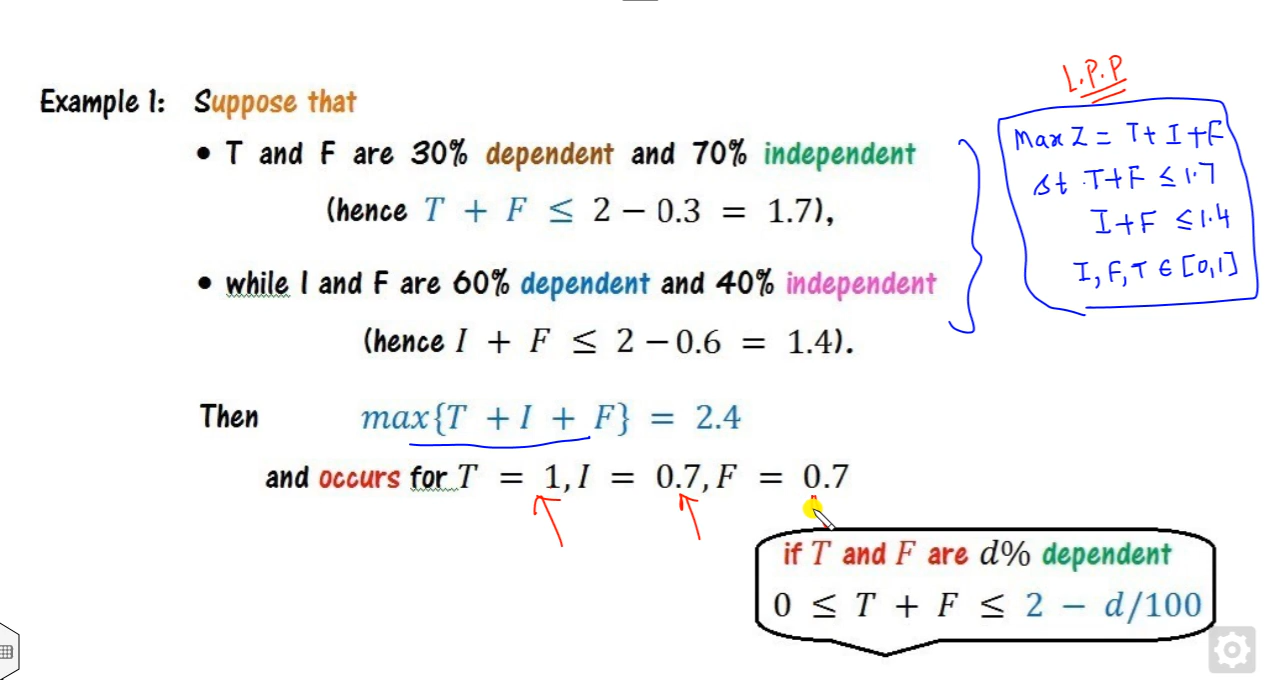 L.P.P
Example 1: Suppose that
• T and F are 30% dependent and 70% independent
(hence T + F ≤ 2 − 0.3 = 1.7),
• while I and F are 60% dependent and 40% independent
(hence I + F ≤ 2 − 0.6 = 1.4).
Max Z = T + I + F
st T+F ≤ 1.7
I+F ≤ 1.4
I, F, T ∈ [0,1]
Then max{T + I + F} = 2.4
and occurs for T = 1, I = 0.7, F = 0.7
if T and F are d% dependent
0 ≤ T + F ≤ 2 − d/100